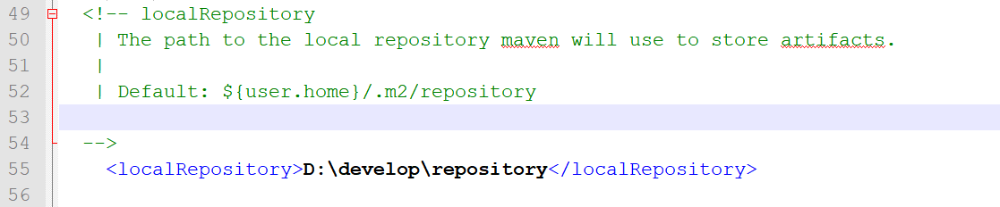 49 <!-- localRepository
50 | The path to the local repository maven will use to store artifacts.
51 |
52 | Default: ${user.home}/.m2/repository
53
54 -->
55 <localRepository>D:\develop\repository</localRepository>
56